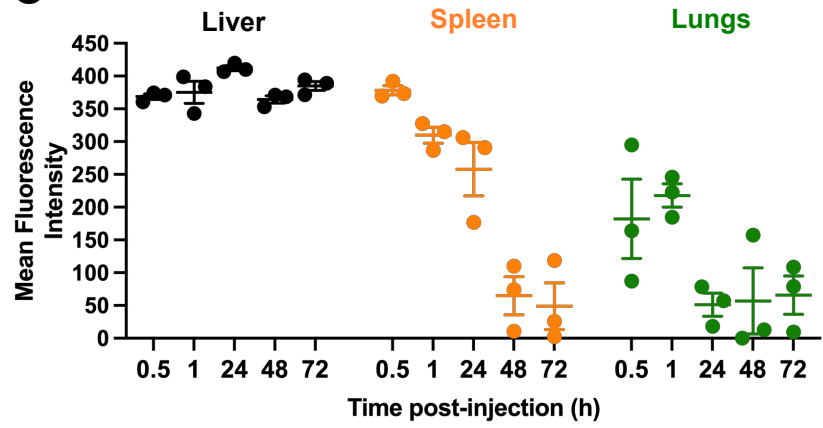 Liver Spleen Lungs
450
400
350
300
250
200
150
100
50
0
Mean Fluorescence
Intensity
0.5 1 24 48 72 0.5 1 24 48 72 0.5 1 24 48 72
Time post-injection (h)